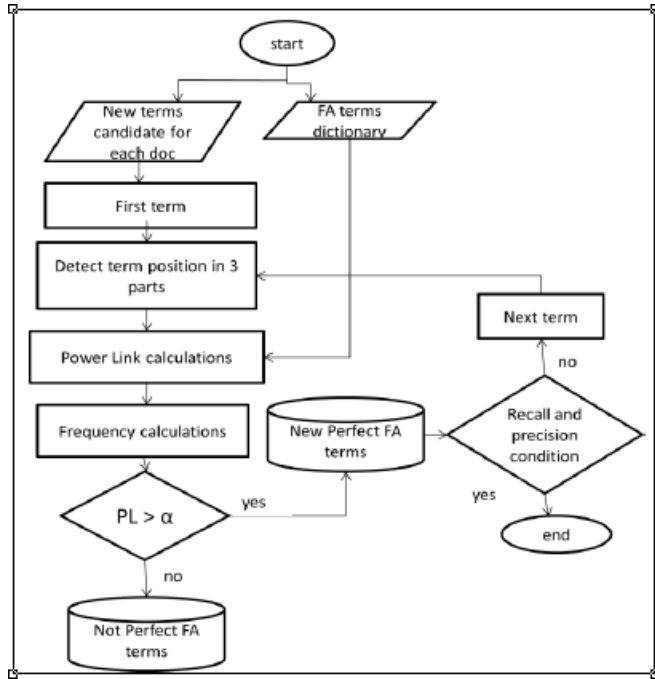 start
New terms
candidate for
each doc
FA terms
dictionary
First term
Detect term position in 3
parts
Next term
Power Link calculations
no
Frequency calculations
New Perfect FA
terms
Recall and
precision
condition
yes
PL > α
yes
end
no
Not Perfect FA
terms